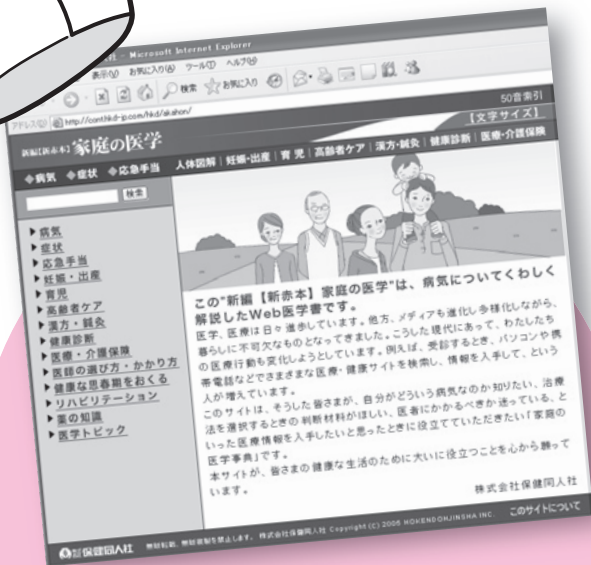 人社 - Microsoft Internet Explorer
表示(V) お気に入り(A) ツール(T) ヘルプ(H)
検索 お気に入り
アドレス(D) http://cont.hkd-jp.com/hkd/akahon/
50音索引
【文字サイズ】
新編【新赤本】家庭の医学
◆病気 ◆症状 ◆応急手当 人体図解|妊娠・出産|育児|高齢者ケア|漢方・鍼灸|健康診断|医療・介護保険
検索
▶病気
▶症状
▶応急手当
▶妊娠・出産
▶育児
▶高齢者ケア
▶漢方・鍼灸
▶健康診断
▶医療・介護保険
▶医師の選び方・かかり方
▶健康な思春期をおくる
▶リハビリテーション
▶薬の知識
▶医学トピック
この"新編【新赤本】家庭の医学"は、病気についてくわしく
解説したWeb医学書です。
医学、医療は日々進歩しています。他方、メディアも進化し多様化しながら、
暮らしに不可欠なものとなってきました。こうした現代にあって、わたしたち
の医療行動も変化しようとしています。例えば、受診するとき、パソコンや携
帯電話などでさまざまな医療・健康サイトを検索し、情報を入手して、という
人が増えています。
このサイトは、そうした皆さまが、自分がどういう病気なのか知りたい、治療
法を選択するときの判断材料がほしい、医者にかかるべきか迷っている、と
いった医療情報を入手したいと思ったときに役立てていただきたい「家庭の
医学事典」です。
本サイトが、皆さまの健康な生活のために大いに役立つことを心から願って
います。
株式会社保健同人社
株式会社保健同人社 無断転載、無断複製を禁止します。 株式会社保健同人社 Copyright (C) 2005 HOKENDOHJINSHA INC. このサイトについて